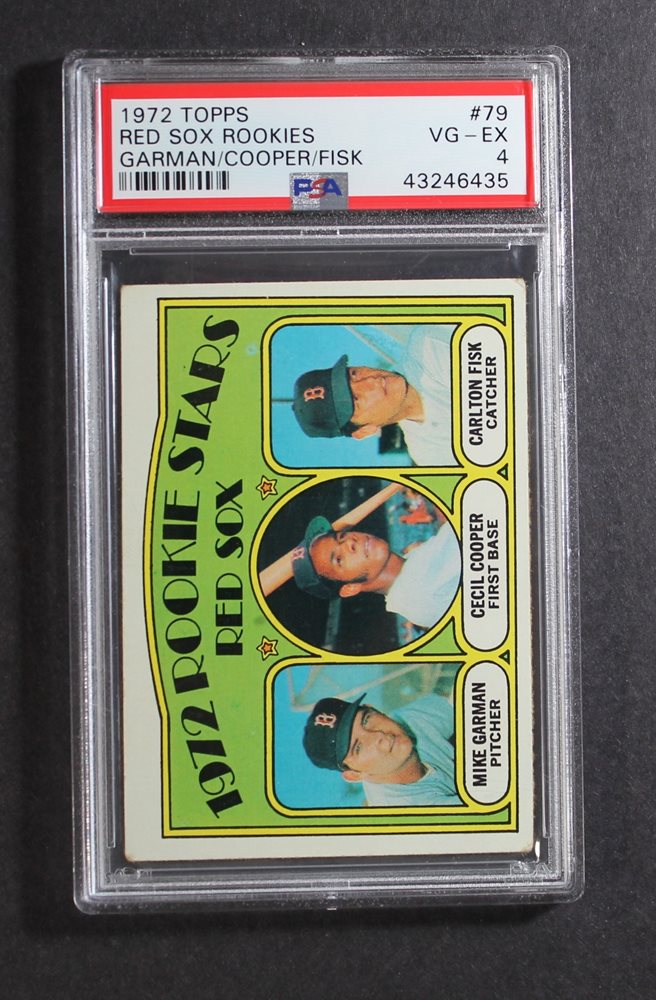 1972 TOPPS #79
RED SOX ROOKIES VG-EX
GARMAN/COOPER/FISK 4
PSA 43246435
1972 ROOKIE STARS
RED SOX
MIKE GARMAN
PITCHER
CECIL COOPER
FIRST BASE
CARLTON FISK
CATCHER
B
B
B